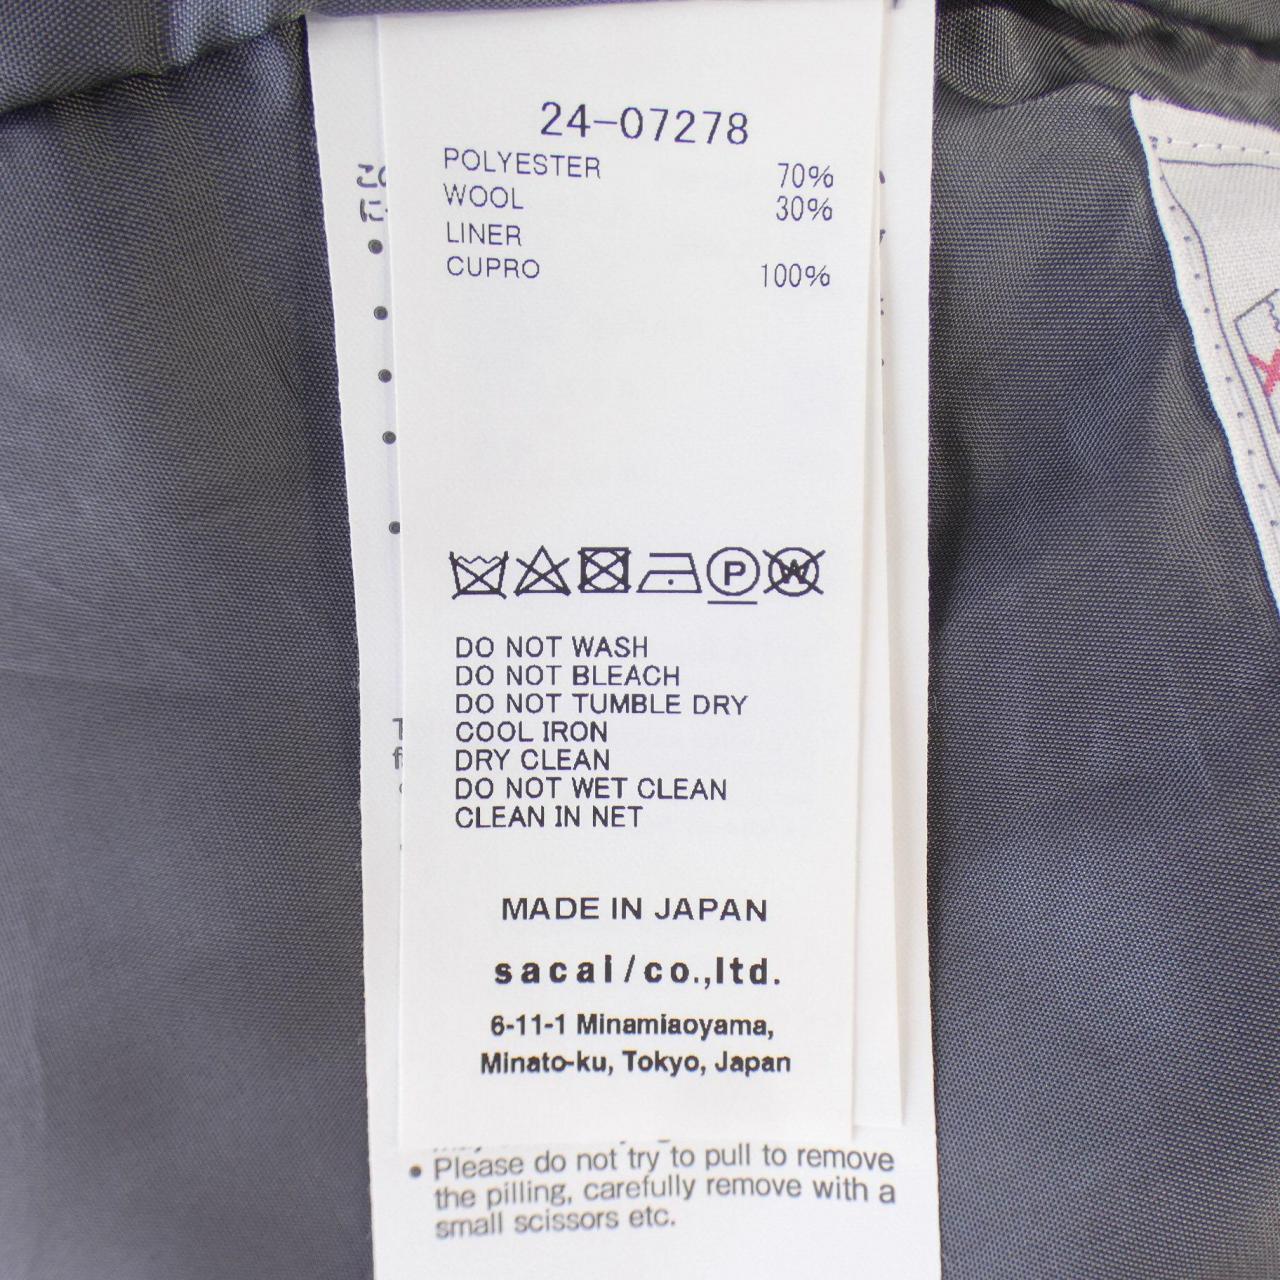 24-07278
POLYESTER 70%
WOOL 30%
LINER
CUPRO 100%
P W
DO NOT WASH
DO NOT BLEACH
DO NOT TUMBLE DRY
COOL IRON
DRY CLEAN
DO NOT WET CLEAN
CLEAN IN NET
MADE IN JAPAN
sacai/co.,ltd.
6-11-1 Minamiaoyama,
Minato-ku, Tokyo, Japan
• Please do not try to pull to remove
the pilling, carefully remove with a
small scissors etc.